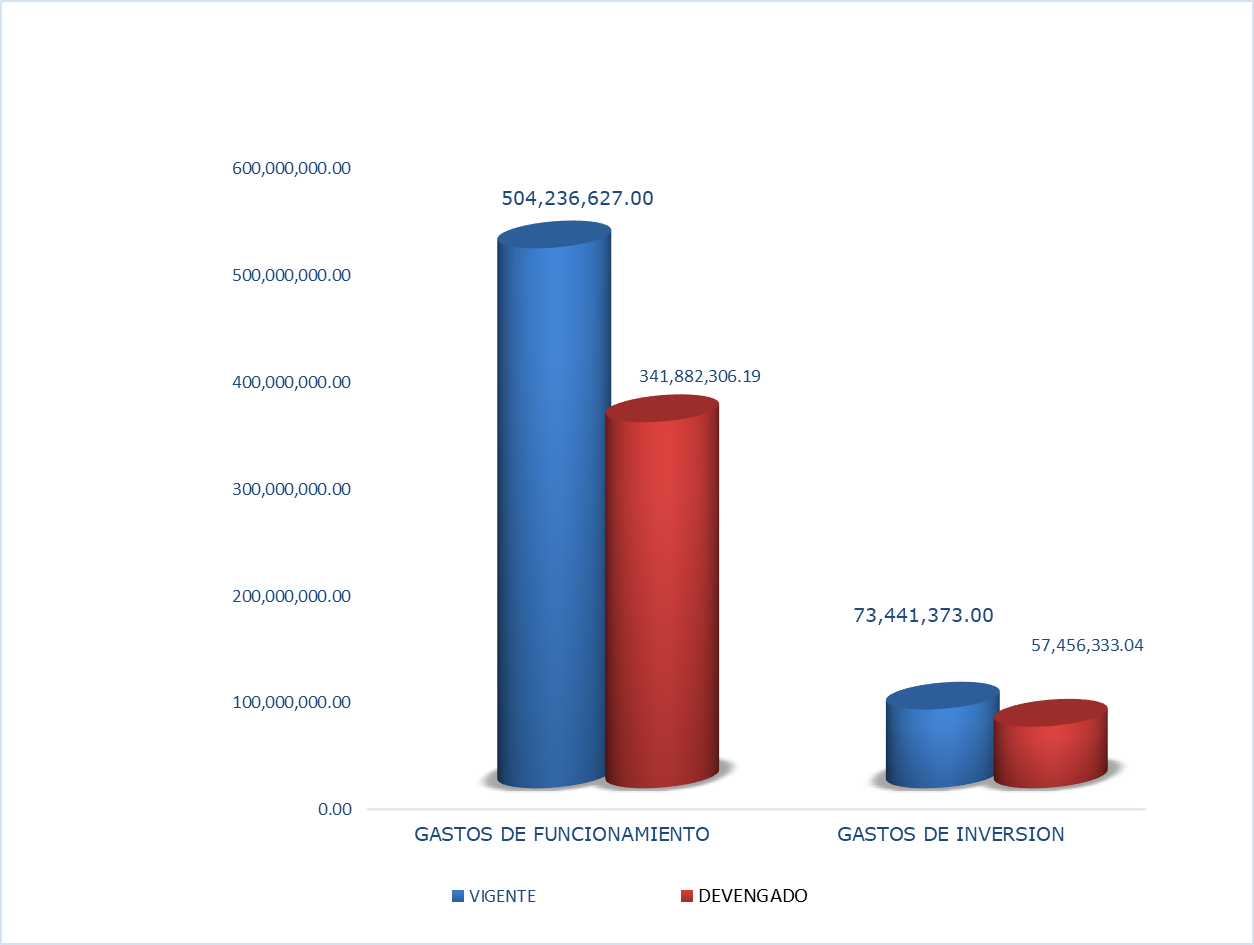 600,000,000.00
504,236,627.00
500,000,000.00
400,000,000.00
341,882,306.19
300,000,000.00
200,000,000.00
73,441,373.00
57,456,333.04
100,000,000.00
0.00
GASTOS DE FUNCIONAMIENTO
GASTOS DE INVERSION
VIGENTE
DEVENGADO